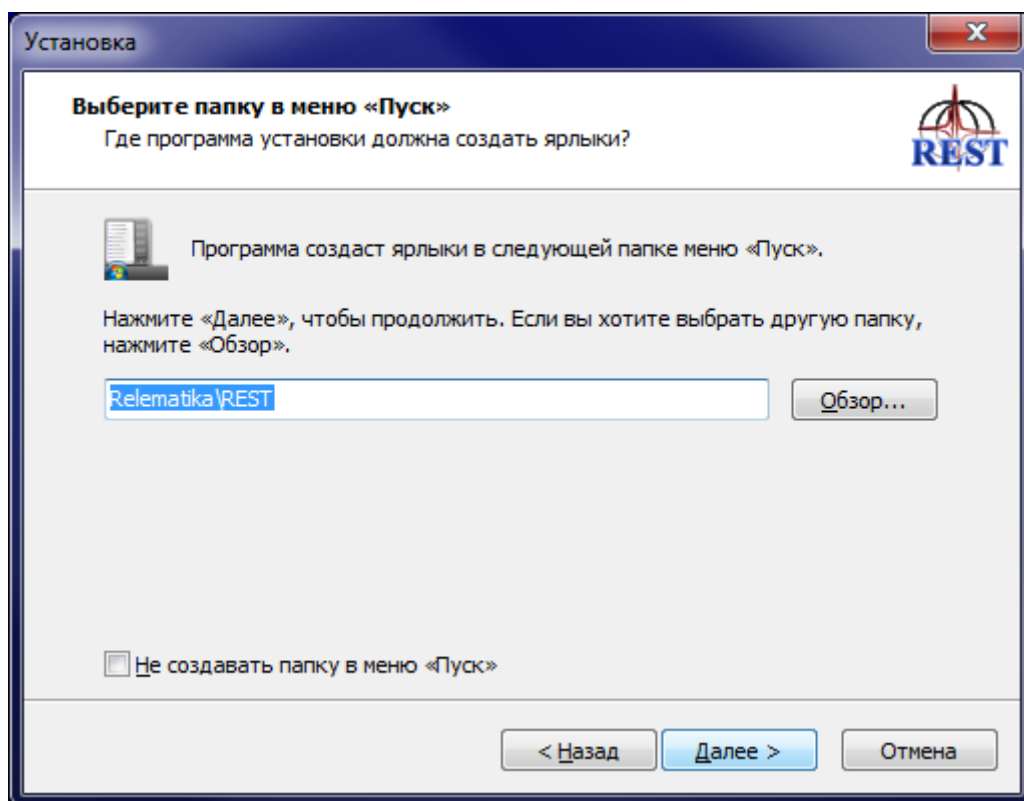 Установка
Выберите папку в меню «Пуск»
Где программа установки должна создать ярлыки?
REST
Программа создаст ярлыки в следующей папке меню «Пуск».
Нажмите «Далее», чтобы продолжить. Если вы хотите выбрать другую папку,
нажмите «Обзор».
Relematika\REST
Обзор...
Не создавать папку в меню «Пуск»
< Назад
Далее >
Отмена